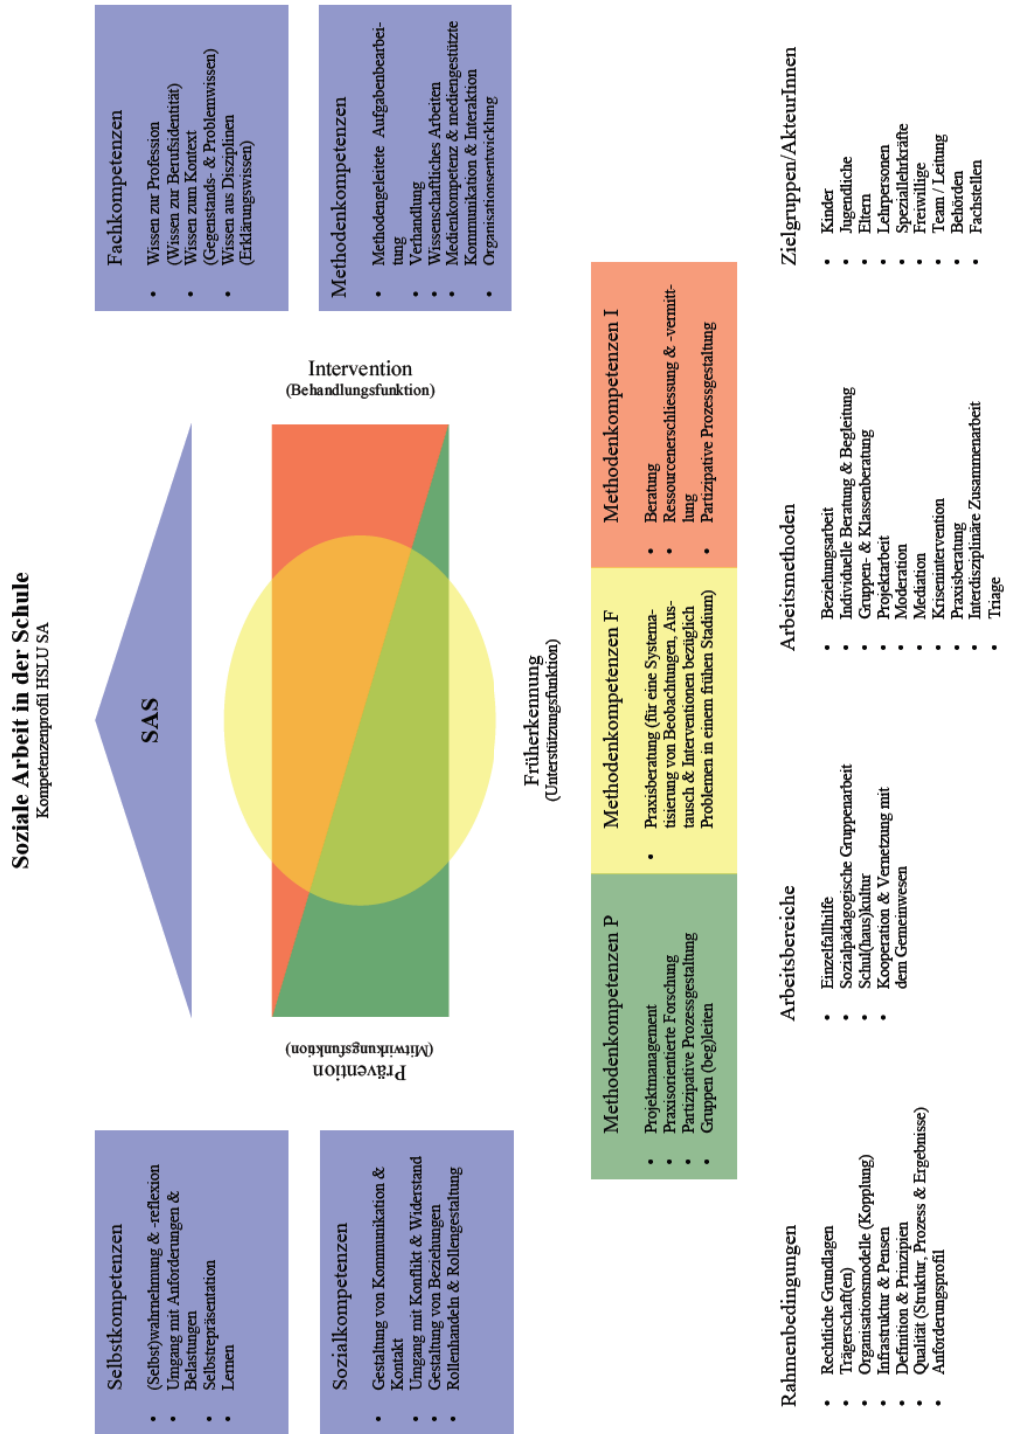 Soziale Arbeit in der Schule
Kompetenzenprofil HSLU SA
Selbstkompetenzen
• (Selbst)wahrnehmung & -reflexion
• Umgang mit Anforderungen &
Belastungen
• Selbstrepräsentation
• Lernen
Sozialkompetenzen
• Gestaltung von Kommunikation &
Kontakt
• Umgang mit Konflikt & Widerstand
• Gestaltung von Beziehungen
• Rollenhandeln & Rollengestaltung
SAS
Prävention
(Mitwirkungsfunktion)
Intervention
(Behandlungsfunktion)
Früherkennung
(Unterstützungsfunktion)
Fachkompetenzen
• Wissen zur Profession
(Wissen zur Berufsidentität)
• Wissen zum Kontext
(Gegenstands- & Problemwissen)
• Wissen aus Disziplinen
(Erklärungswissen)
Methodenkompetenzen
• Methodengeleitete Aufgabenbearbei-
tung
• Verhandlung
• Wissenschaftliches Arbeiten
• Medienkompetenz & mediengestützte
Kommunikation & Interaktion
• Organisationsentwicklung
Methodenkompetenzen P
• Projektmanagement
• Praxisorientierte Forschung
• Partizipative Prozessgestaltung
• Gruppen (beg)leiten
Methodenkompetenzen F
• Praxisberatung (für eine Systema-
tisierung von Beobachtungen, Aus-
tausch & Interventionen bezüglich
Problemen in einem frühen Stadium)
Methodenkompetenzen I
• Beratung
• Ressourcenerschliessung & -vermitt-
lung
• Partizipative Prozessgestaltung
Rahmenbedingungen
• Rechtliche Grundlagen
• Trägerschaft(en)
• Organisationsmodelle (Kopplung)
• Infrastruktur & Pensen
• Definition & Prinzipien
• Qualität (Struktur, Prozess & Ergebnisse)
• Anforderungsprofil
Arbeitsbereiche
• Einzelfallhilfe
• Sozialpädagogische Gruppenarbeit
• Schul(haus)kultur
• Kooperation & Vernetzung mit
dem Gemeinwesen
Arbeitsmethoden
• Beziehungsarbeit
• Individuelle Beratung & Begleitung
• Gruppen- & Klassenberatung
• Projektarbeit
• Moderation
• Mediation
• Krisenintervention
• Praxisberatung
• Interdisziplinäre Zusammenarbeit
• Triage
Zielgruppen/AkteurInnen
• Kinder
• Jugendliche
• Eltern
• Lehrpersonen
• Speziallehrkräfte
• Freiwillige
• Team / Leitung
• Behörden
• Fachstellen